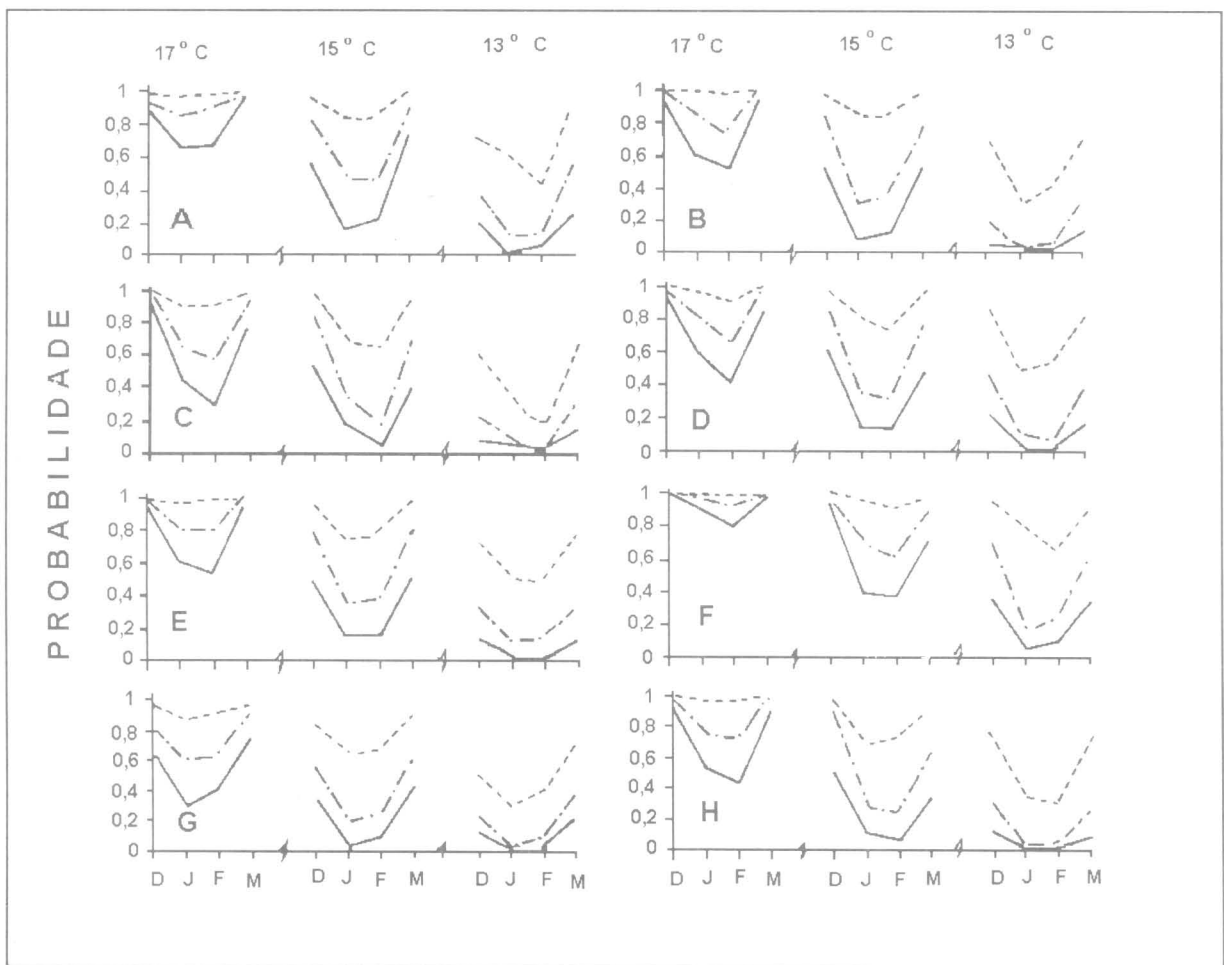 17° C 15° C 13° C 17° C 15° C 13° C
PROBABILIDADE
1 1
0,8 0,8
0,6 0,6
0,4 0,4
0,2 A 0,2 B
0 0
1 1
0,8 0,8
0,6 0,6
0,4 0,4
0,2 C 0,2 D
0 0
1 1
0,8 0,8
0,6 0,6
0,4 0,4
0,2 E 0,2 F
0 0
1 1
0,8 0,8
0,6 0,6
0,4 0,4
0,2 G 0,2 H
0 0
D J F M D J F M D J F M D J F M D J F M D J F M